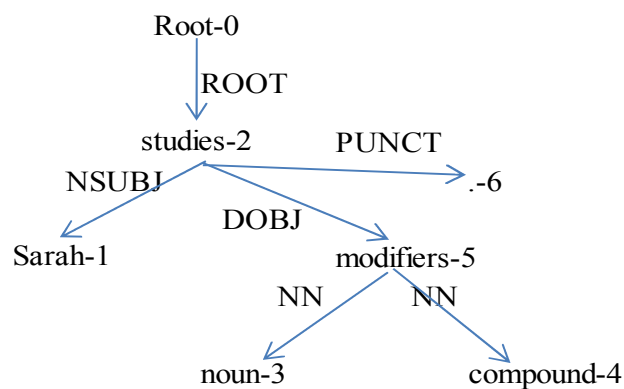 Root-0
ROOT
studies-2
PUNCT
NSUBJ
.-6
DOBJ
Sarah-1
modifiers-5
NN
NN
noun-3
compound-4